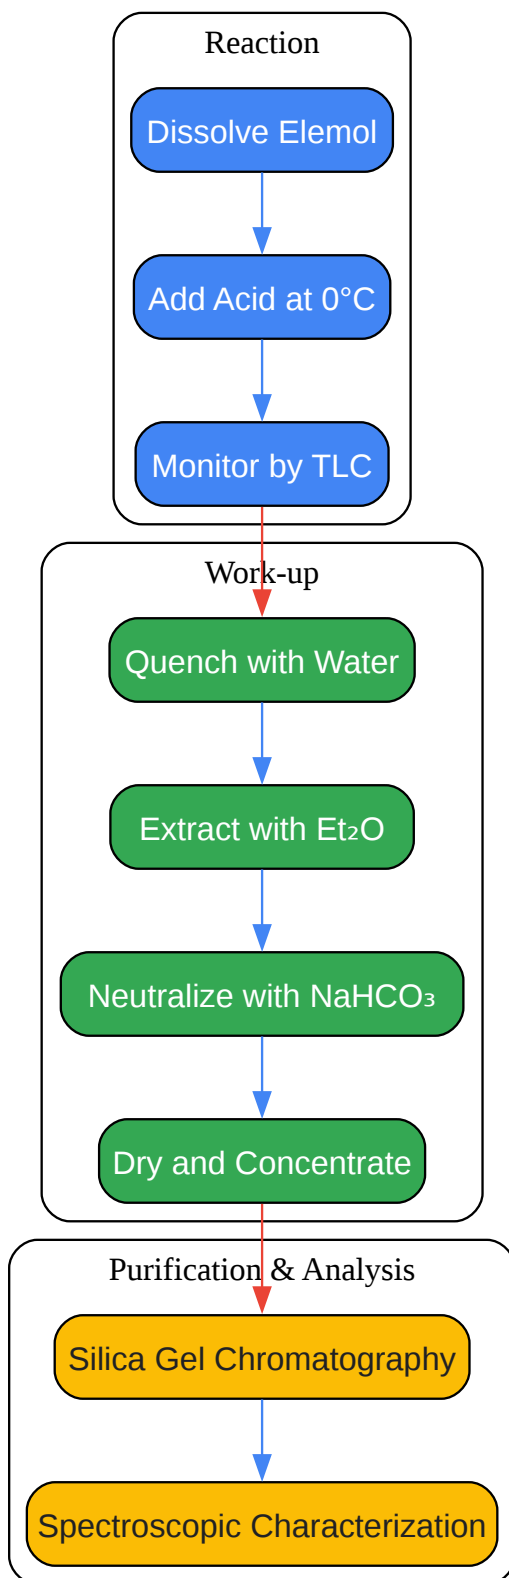 Reaction
Dissolve Elemol
Add Acid at 0°C
Monitor by TLC
Work-up
Quench with Water
Extract with Et₂O
Neutralize with NaHCO₃
Dry and Concentrate
Purification & Analysis
Silica Gel Chromatography
Spectroscopic Characterization